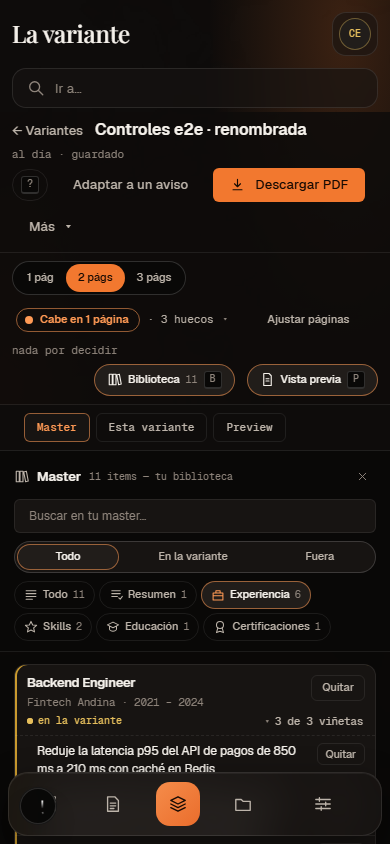 La variante
CE
Ir a…
← Variantes Controles e2e · renombrada
al día · guardado
? Adaptar a un aviso Descargar PDF
Más
1 pág 2 págs 3 págs
Cabe en 1 página · 3 huecos Ajustar páginas
nada por decidir
Biblioteca 11 B Vista previa P
Master Esta variante Preview
Master 11 items — tu biblioteca
Buscar en tu master…
Todo En la variante Fuera
Todo 11 Resumen 1 Experiencia 6
Skills 2 Educación 1 Certificaciones 1
Backend Engineer Quitar
Fintech Andina · 2021 – 2024
en la variante 3 de 3 viñetas
Reduje la latencia p95 del API de pagos de 850 Quitar
ms a 210 ms con caché en Redis
!